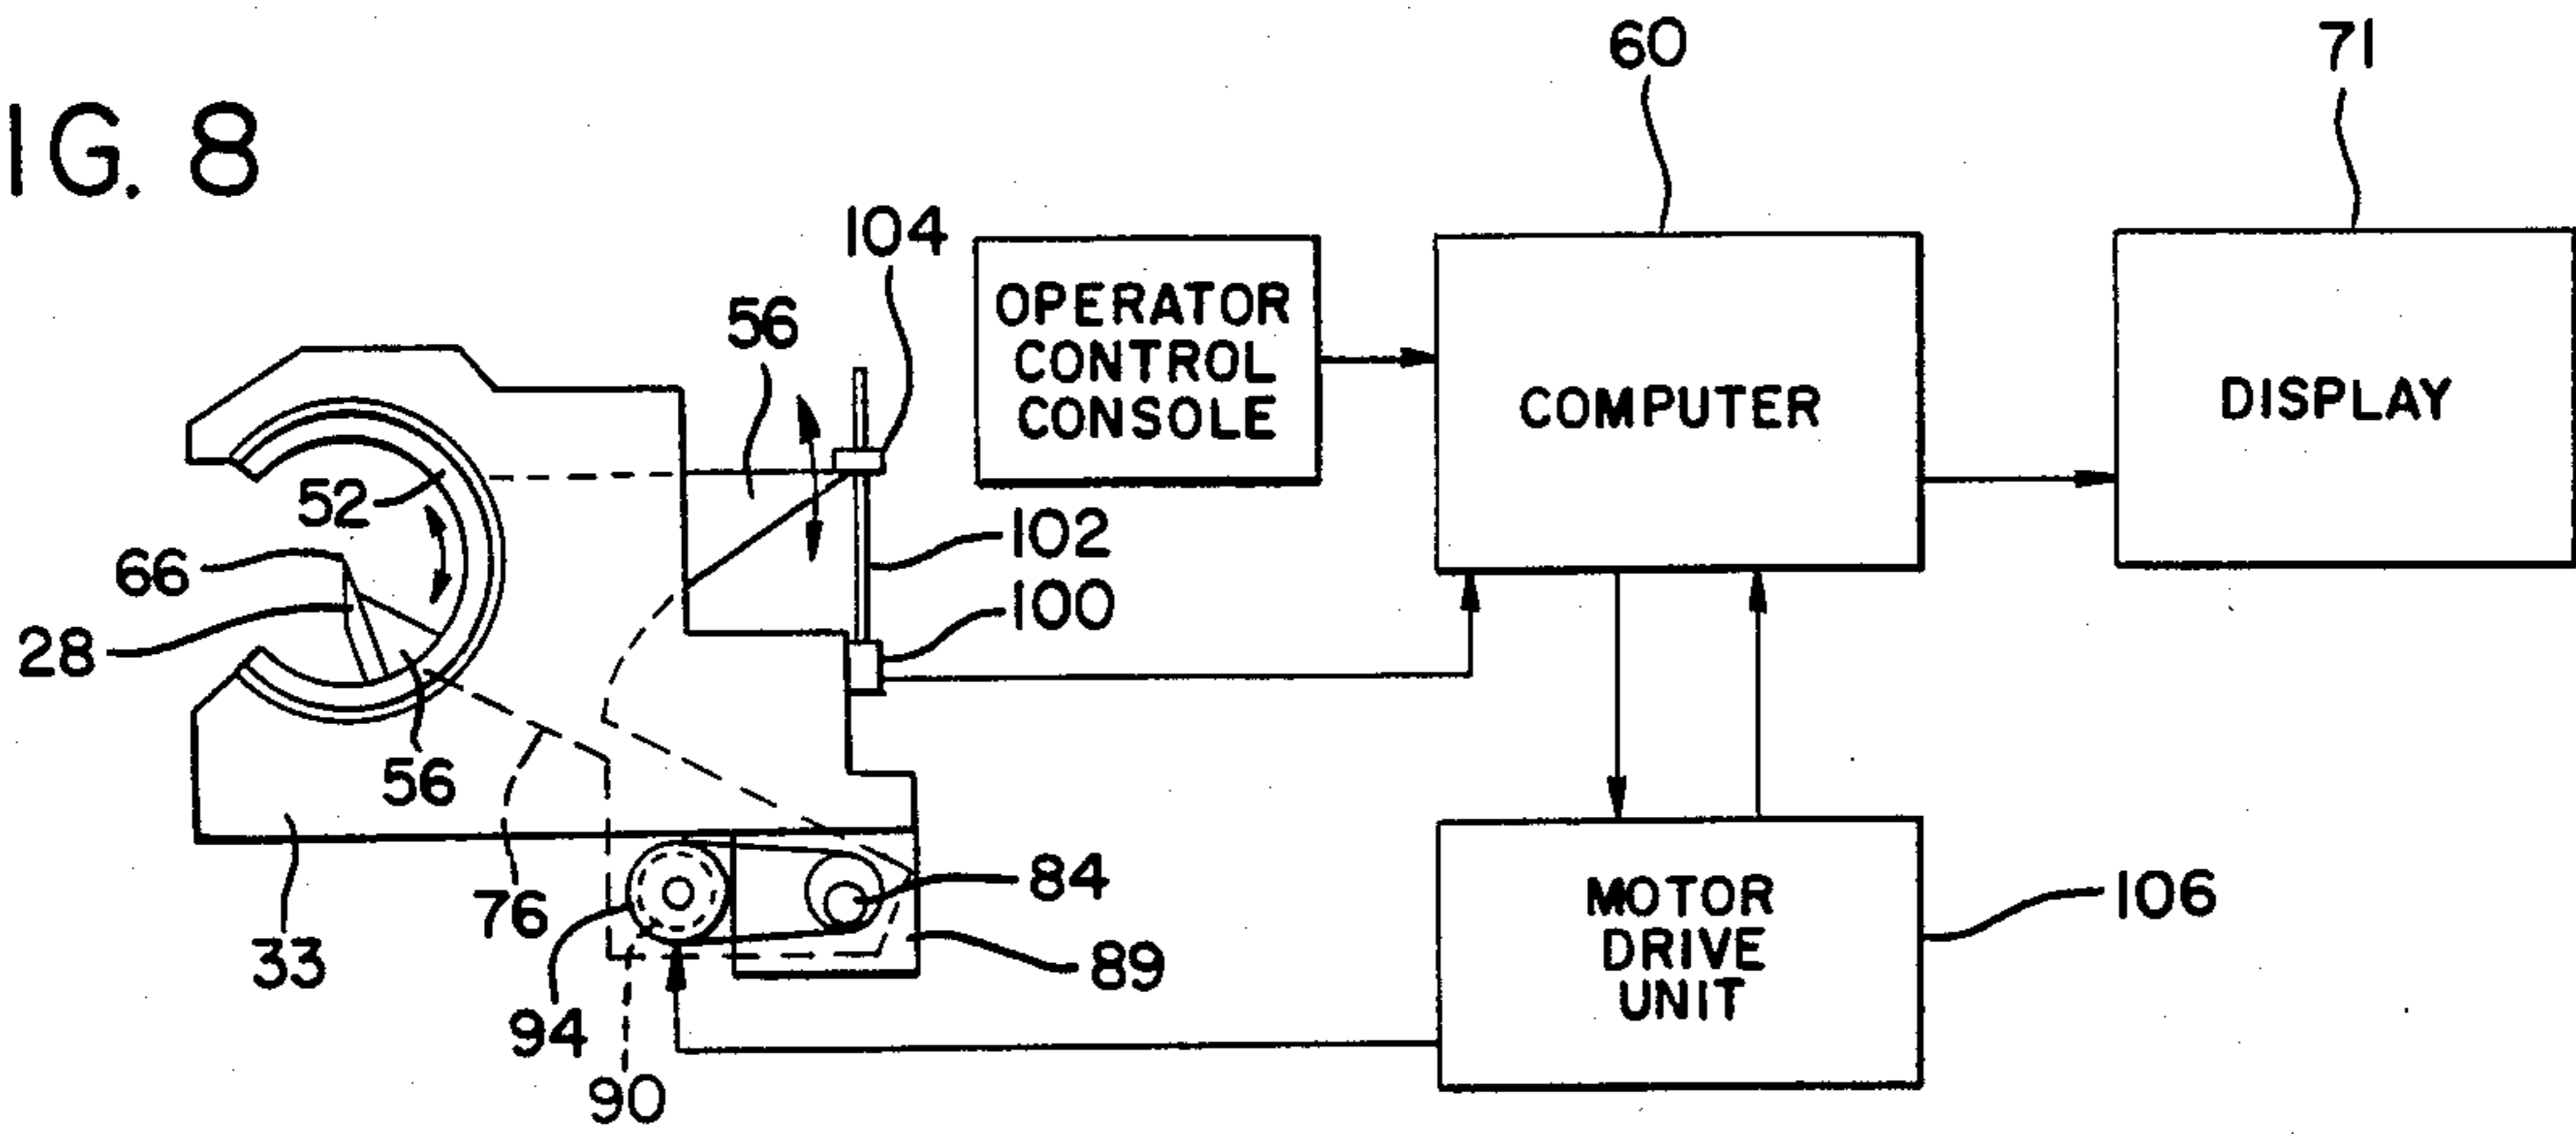 IG. 8
60
71
104
56
OPERATOR
CONTROL
CONSOLE
COMPUTER
DISPLAY
52
102
66
100
28
56
76
84
MOTOR
DRIVE
UNIT
106
33
94
89
90